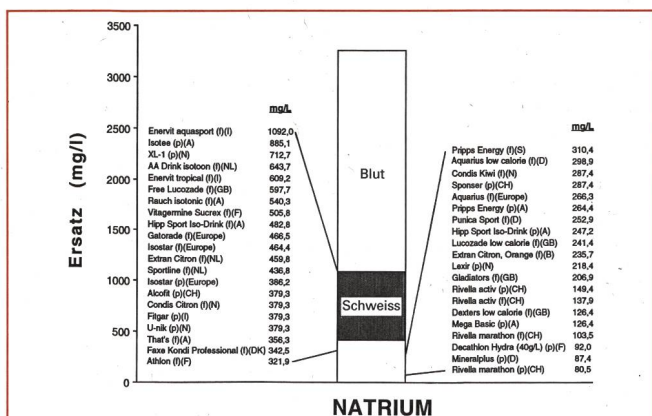 Ersatz (mg/l)
3500
3000
2500
2000
1500
1000
500
0
mg/L
Enervit aquasport (f)(I) 1092,0
Isotee (p)(A) 885,1
XL-1 (p)(N) 712,7
AA Drink isotoon (f)(NL) 643,7
Enervit tropical (f)(I) 609,2
Free Lucozade (f)(GB) 597,7
Rauch isotonic (f)(A) 540,3
Vitagermine Sucrex (f)(F) 505,8
Hipp Sport Iso-Drink (f)(A) 482,8
Gatorade (f)(Europe) 466,5
Isostar (f)(Europe) 464,4
Extran Citron (f)(NL) 459,8
Sportline (f)(NL) 436,8
Isostar (p)(Europe) 386,2
Alcofit (p)(CH) 379,3
Condis Citron (f)(N) 379,3
Fitgar (p)(I) 379,3
U-nik (p)(N) 379,3
That's (f)(A) 356,3
Faxe Kondi Professional (f)(DK) 342,5
Athlon (f)(F) 321,9
Blut
Schweiss
mg/L
Pripps Energy (f)(S) 310,4
Aquarius low calorie (f)(D) 298,9
Condis Kiwi (f)(N) 287,4
Sponser (p)(CH) 287,4
Aquarius (f)(Europe) 266,3
Pripps Energy (p)(A) 264,4
Punica Sport (f)(D) 252,9
Hipp Sport Iso-Drink (p)(A) 247,2
Lucozade low calorie (f)(GB) 241,4
Extran Citron, Orange (f)(B) 235,7
Lexir (p)(N) 218,4
Gladiators (f)(GB) 206,9
Rivella activ (p)(CH) 149,4
Rivella activ (f)(CH) 137,9
Dexters low calorie (f)(GB) 126,4
Mega Basic (p)(A) 126,4
Rivella marathon (f)(CH) 103,5
Decathlon Hydra (40g/L) (p)(F) 92,0
Mineralplus (p)(D) 87,4
Rivella marathon (p)(CH) 80,5
NATRIUM